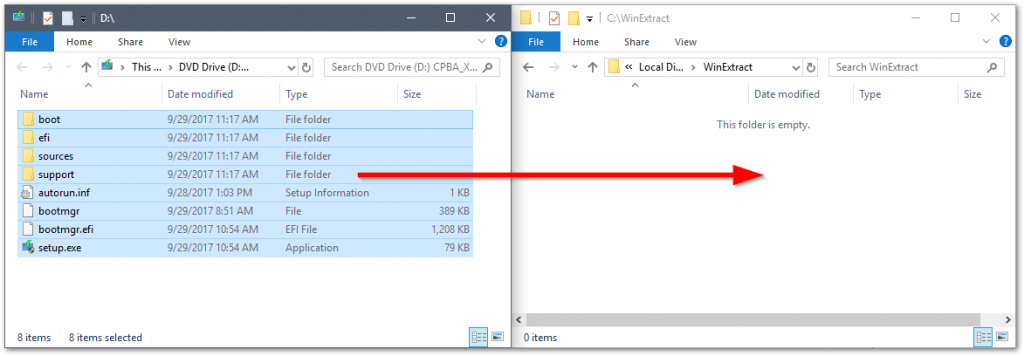 D:\
File Home Share View
This ... DVD Drive (D:... Search DVD Drive (D:) CPBA_X...
Name Date modified Type Size
boot 9/29/2017 11:17 AM File folder
efi 9/29/2017 11:17 AM File folder
sources 9/29/2017 11:17 AM File folder
support 9/29/2017 11:17 AM File folder
autorun.inf 9/28/2017 1:03 PM Setup Information 1 KB
bootmgr 9/29/2017 8:51 AM File 389 KB
bootmgr.efi 9/29/2017 10:54 AM EFI File 1,208 KB
setup.exe 9/29/2017 10:54 AM Application 79 KB
8 items 8 items selected
C:\WinExtract
File Home Share View
« Local Di... WinExtract Search WinExtract
Name Date modified Type Size
This folder is empty.
0 items